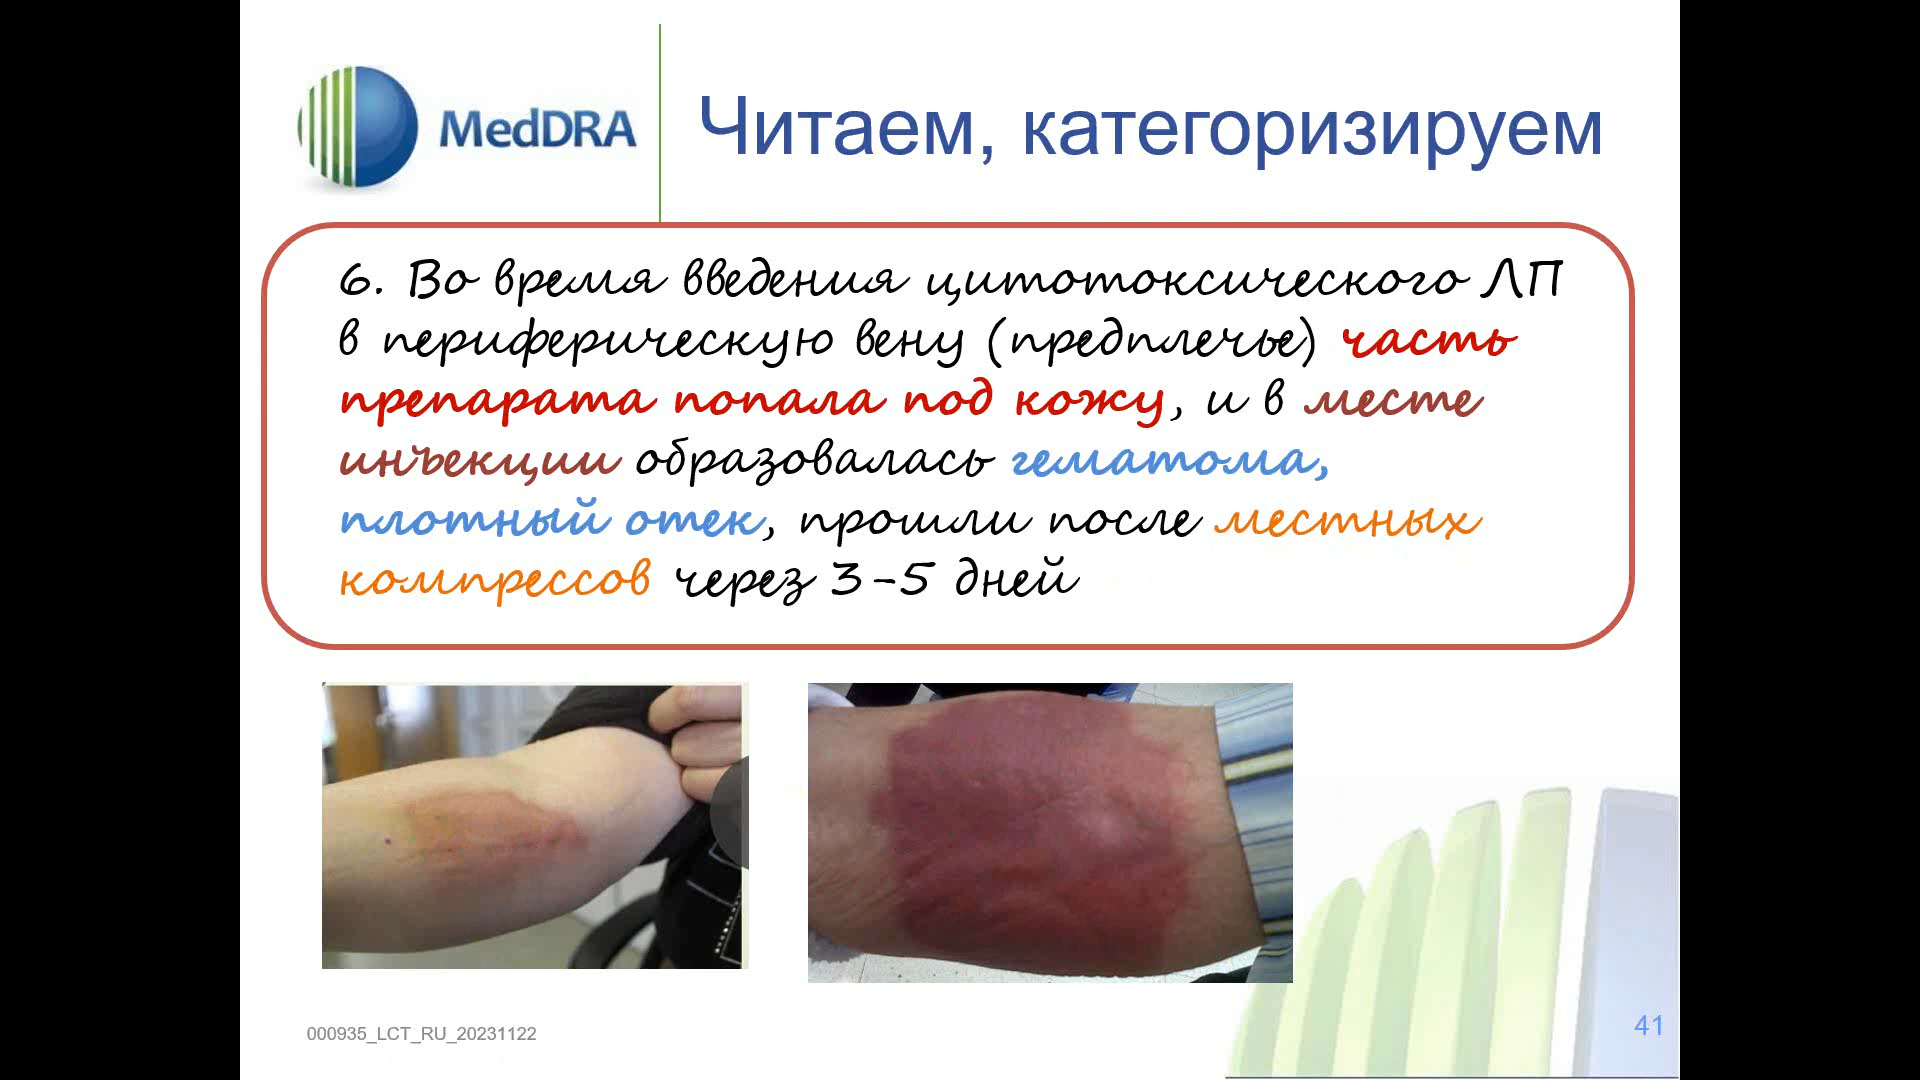 MedDRA
Читаем, категоризируем
6. Во время введения цитотоксического ЛП
в периферическую вену (предплечье) часть
препарата попала под кожу, и в месте
инъекции образовалась гематома,
плотный отек, прошли после местных
компрессов через 3-5 дней
000935_LCT_RU_20231122
41